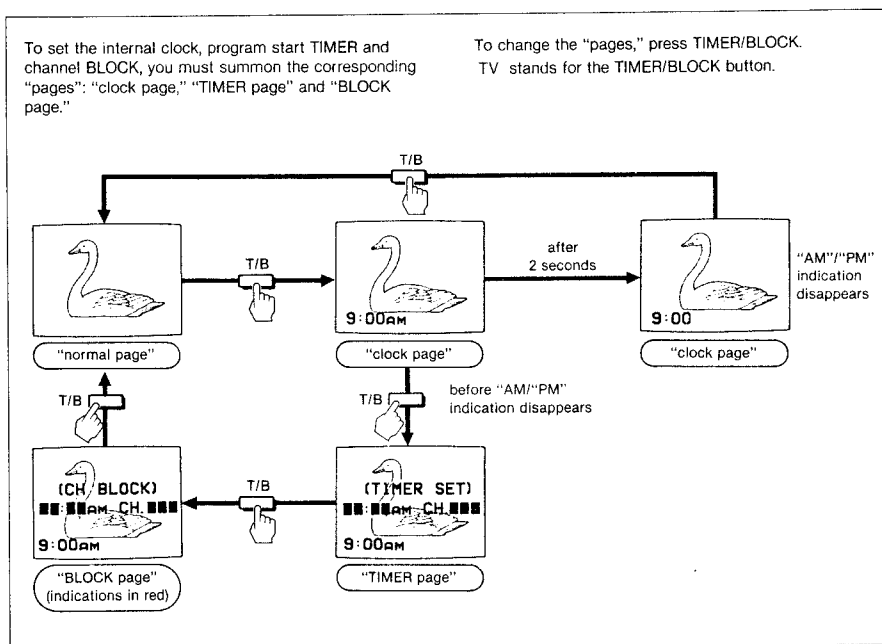 To set the internal clock, program start TIMER and
channel BLOCK, you must summon the corresponding
"pages": "clock page," "TIMER page" and "BLOCK
page."
To change the "pages," press TIMER/BLOCK.
TV stands for the TIMER/BLOCK button.
T/B
T/B
after
2 seconds
"AM"/"PM"
indication
disappears
9:00AM
9:00
"normal page"
"clock page"
"clock page"
T/B
T/B
before "AM/"PM"
indication disappears
(CH BLOCK)
■■:■■AM CH.■■■
9:00AM
T/B
(TIMER SET)
■■:■■AM CH.■■■
9:00AM
"BLOCK page"
(indications in red)
"TIMER page"